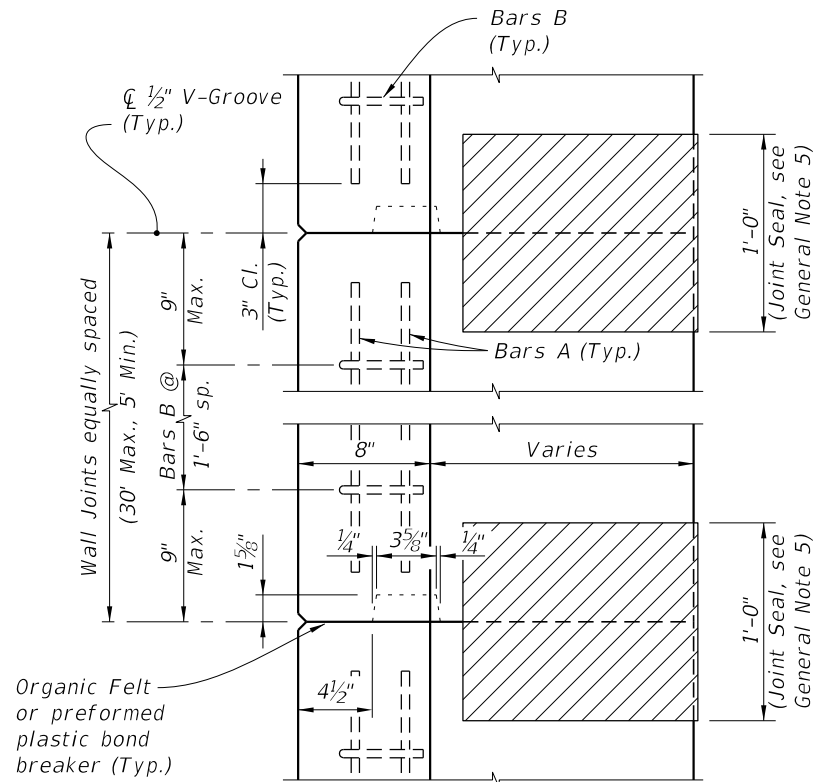 Bars B
(Typ.)
℄ ½" V-Groove
(Typ.)
3" Cl.
(Typ.)
9"
Max.
Wall Joints equally spaced
(30' Max., 5' Min.)
Bars B @
1'-6" sp.
9"
Max.
1'-0"
(Joint Seal, see
General Note 5)
Bars A (Typ.)
8"
Varies
1⅝"
¼"
3⅝"
¼"
4½"
1'-0"
(Joint Seal, see
General Note 5)
Organic Felt
or preformed
plastic bond
breaker (Typ.)